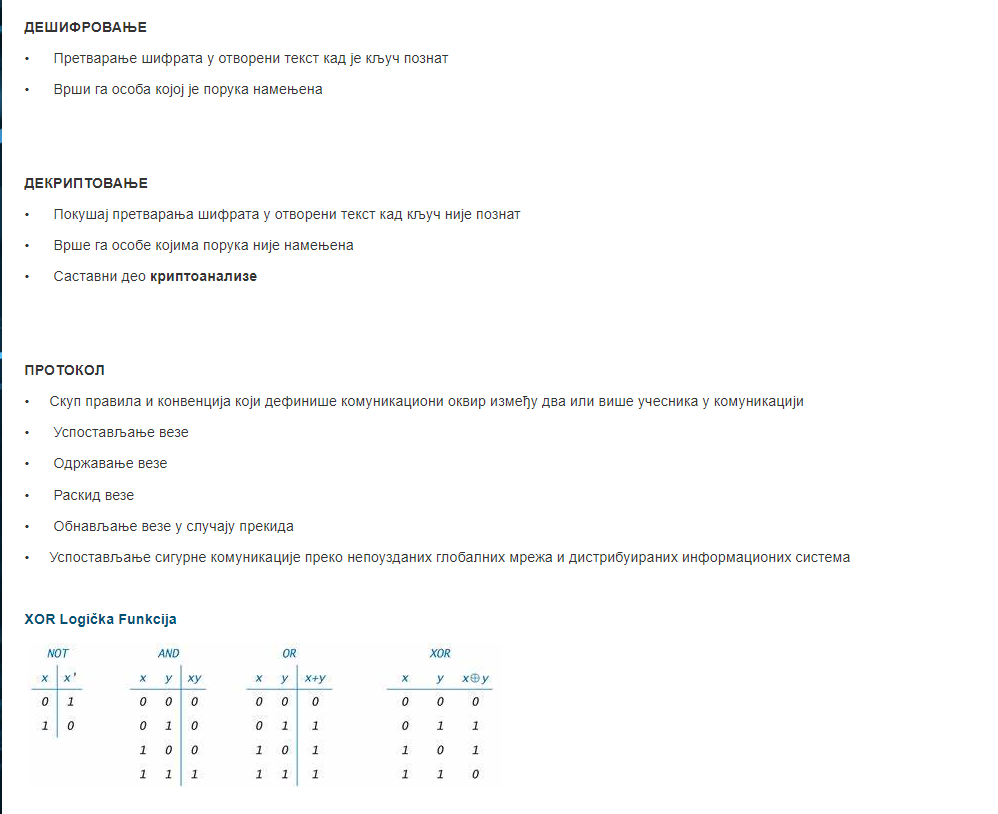 ДЕШИФРОВАЊЕ
• Претварање шифрата у отворени текст кад је кључ познат
• Врши га особа којој је порука намењена
ДЕКРИПТОВАЊЕ
• Покушај претварања шифрата у отворени текст кад кључ није познат
• Врше га особе којима порука није намењена
• Саставни део криптоанализе
ПРОТОКОЛ
• Скуп правила и конвенција који дефинише комуникациони оквир између два или више учесника у комуникацији
• Успостављање везе
• Одржавање везе
• Раскид везе
• Обнављање везе у случају прекида
• Успостављање сигурне комуникације преко непоузданих глобалних мрежа и дистрибуираних информационих система
XOR Logička Funkcija
NOT AND OR XOR
x x' x y xy x y x+y x y x⊕y
0 1 0 0 0 0 0 0 0 0 0
1 0 0 1 0 0 1 1 0 1 1
1 0 0 1 0 1 1 0 1
1 1 1 1 1 1 1 1 0